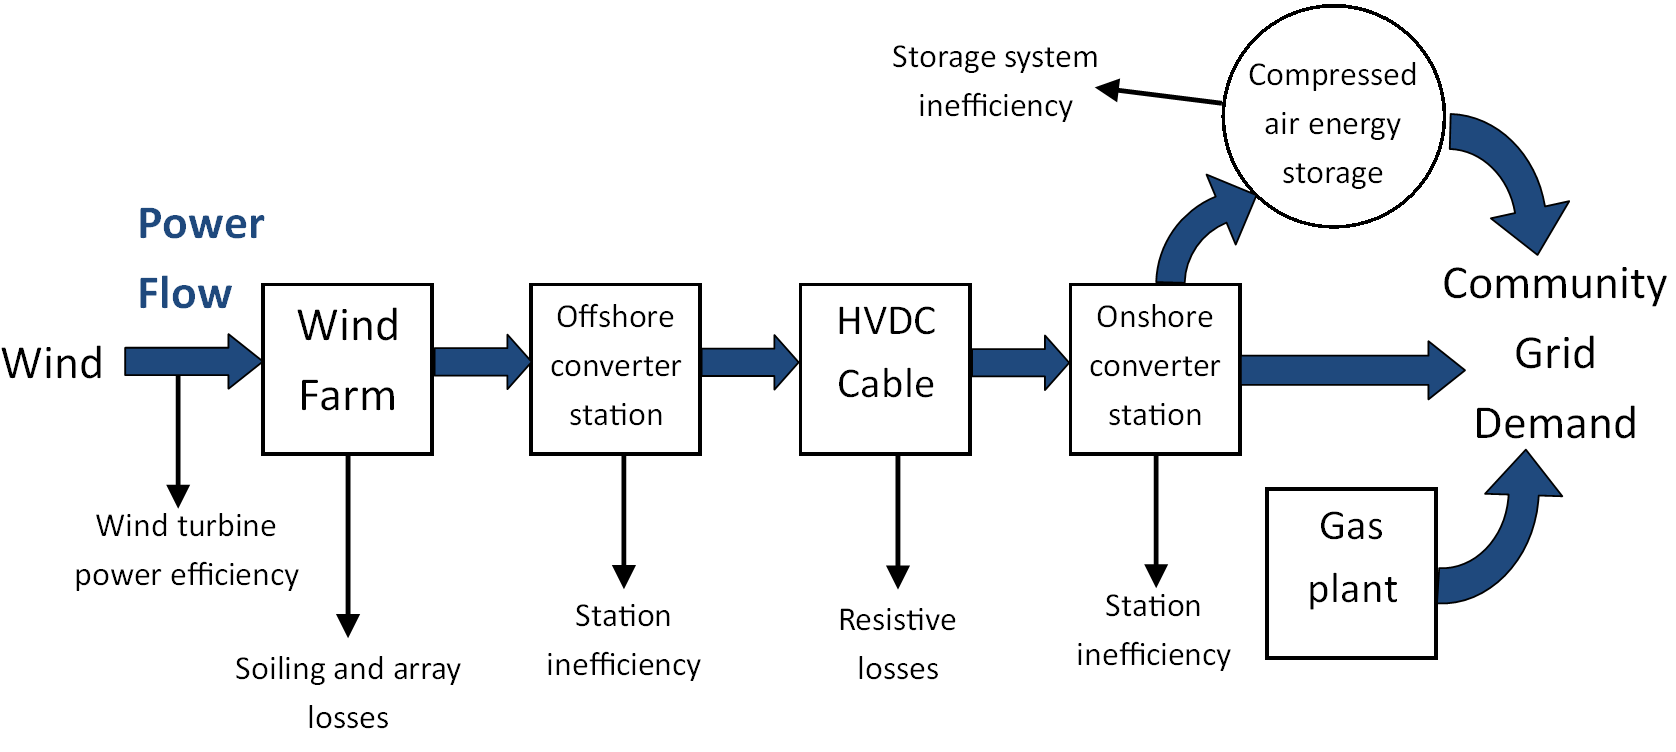 Storage system
inefficiency
Compressed
air energy
storage
Power
Flow
Wind
Wind
Farm
Offshore
converter
station
HVDC
Cable
Onshore
converter
station
Community
Grid
Demand
Gas
plant
Wind turbine
power efficiency
Soiling and array
losses
Station
inefficiency
Resistive
losses
Station
inefficiency